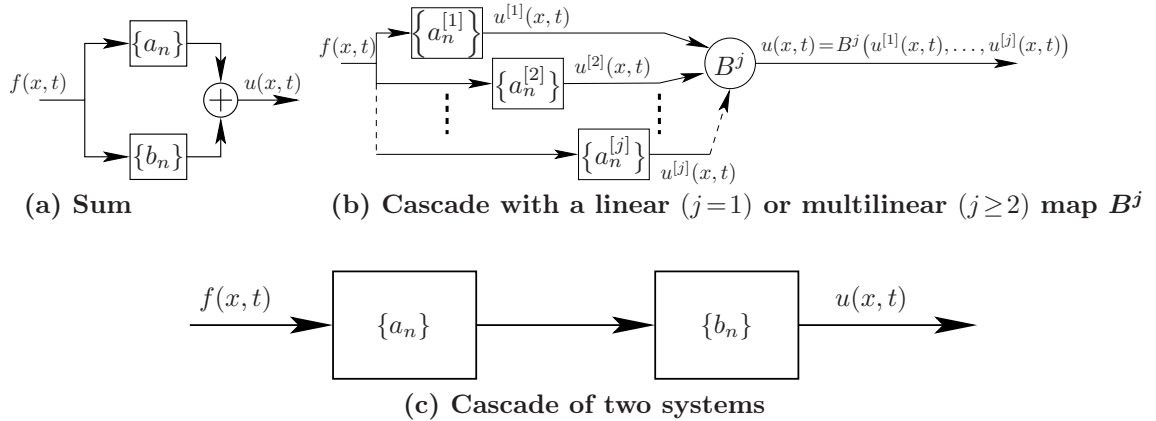 f(x, t)
{a_n}
{b_n}
+
u(x, t)
(a) Sum
f(x, t)
{a_n^{[1]}}
u^{[1]}(x, t)
{a_n^{[2]}}
u^{[2]}(x, t)
{a_n^{[j]}}
u^{[j]}(x, t)
B^j
u(x, t) = B^j(u^{[1]}(x, t), ..., u^{[j]}(x, t))
(b) Cascade with a linear (j=1) or multilinear (j≥2) map B^j
f(x, t)
{a_n}
{b_n}
u(x, t)
(c) Cascade of two systems